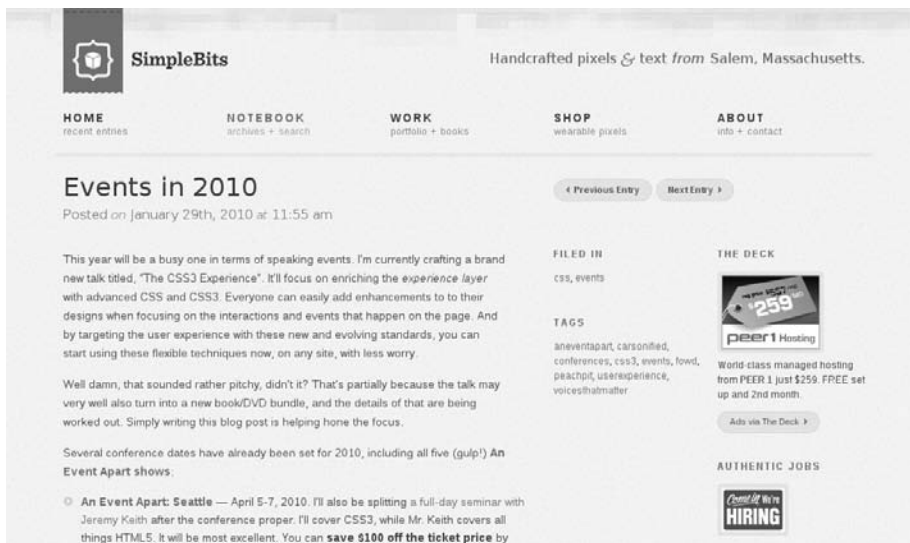 SimpleBits
Handcrafted pixels & text from Salem, Massachusetts.
HOME
recent entries
NOTEBOOK
archives + search
WORK
portfolio + books
SHOP
wearable pixels
ABOUT
info + contact
Events in 2010
Posted on January 29th, 2010 at 11:55 am
Previous Entry
Next Entry
This year will be a busy one in terms of speaking events. I'm currently crafting a brand
new talk titled, "The CSS3 Experience". It'll focus on enriching the experience layer
with advanced CSS and CSS3. Everyone can easily add enhancements to to their
designs when focusing on the interactions and events that happen on the page. And
by targeting the user experience with these new and evolving standards, you can
start using these flexible techniques now, on any site, with less worry.
Well damn, that sounded rather pitchy, didn't it? That's partially because the talk may
very well also turn into a new book/DVD bundle, and the details of that are being
worked out. Simply writing this blog post is helping hone the focus.
Several conference dates have already been set for 2010, including all five (gulp!) An
Event Apart shows:
An Event Apart: Seattle — April 5-7, 2010. I'll also be splitting a full-day seminar with
Jeremy Keith after the conference proper. I'll cover CSS3, while Mr. Keith covers all
things HTML5. It will be most excellent. You can save $100 off the ticket price by
FILED IN
css, events
TAGS
aneventapart, carsonified,
conferences, css3, events, fowd,
peachpit, userexperience,
voicesthatmatter
THE DECK
$259
peer1 Hosting
World-class managed hosting
from PEER 1 just $259. FREE set
up and 2nd month.
Ads via The Deck
AUTHENTIC JOBS
Come In We're
HIRING